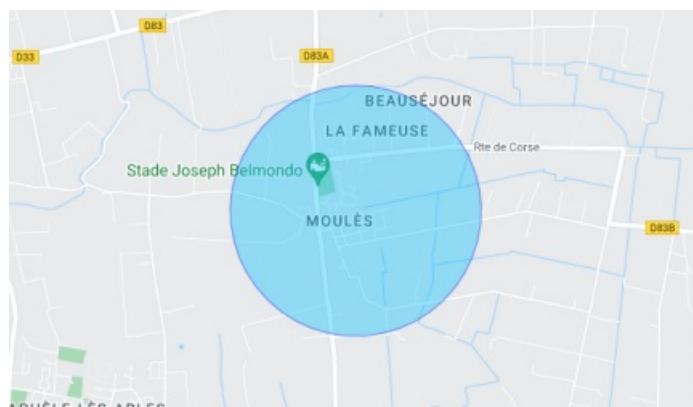 D83
D33
D83A
BEAUSÉJOUR
LA FAMEUSE
Rte de Corse
Stade Joseph Belmondo
MOULÈS
D83B